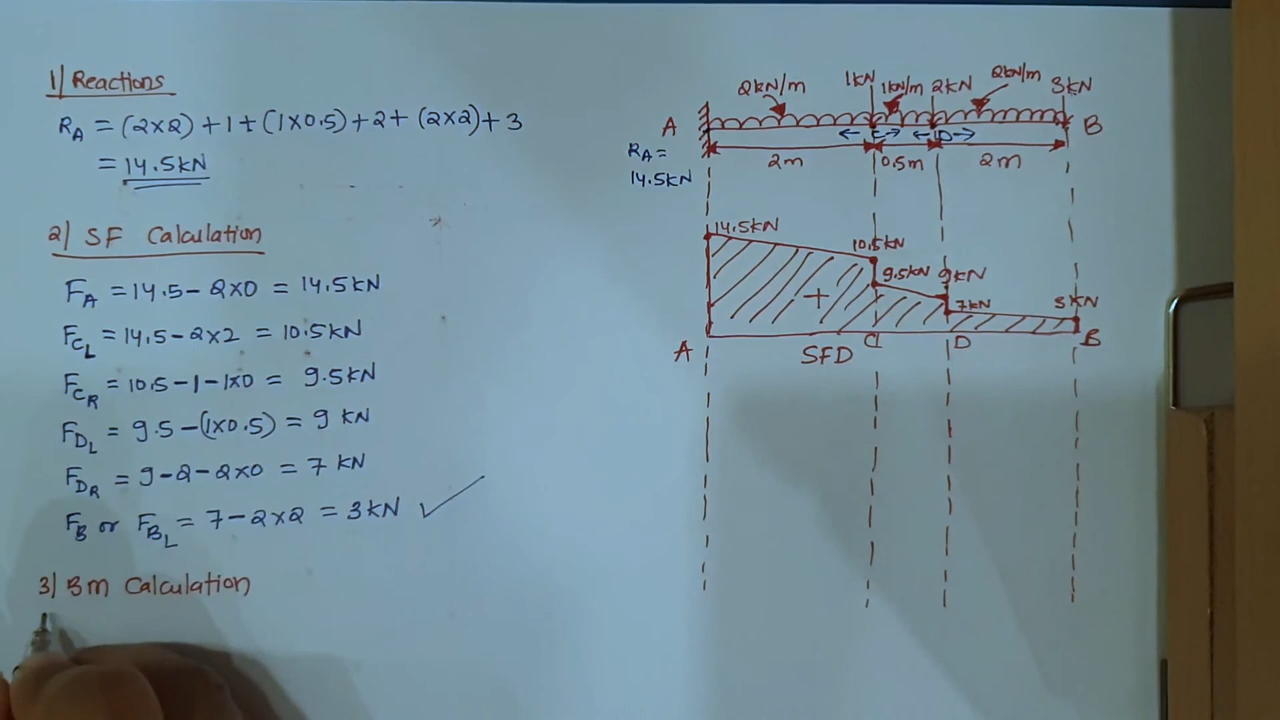 1) Reactions
RA = (2×2) + 1 + (1×0.5) + 2 + (2×2) + 3
= 14.5KN
2) SF Calculation
FA = 14.5 - 2×0 = 14.5KN
FCL = 14.5 - 2×2 = 10.5KN
FCR = 10.5 - 1 - 1×0 = 9.5KN
FDL = 9.5 - (1×0.5) = 9 KN
FDR = 9 - 2 - 2×0 = 7 KN
FB or FBL = 7 - 2×2 = 3KN ✓
3) Bm Calculation
2kN/m 1KN 1kN/m 2KN 2kN/m 3KN
A C D B
RA =
14.5KN
2m 0.5m 2m
14.5KN 10.5KN
9.5KN 9KN
7KN 3KN
+
A SFD C D B